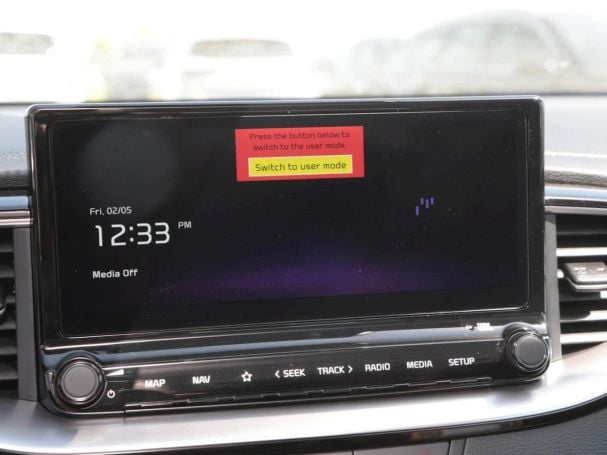 Press the button below to
switch to the user mode.
Switch to user mode
Fri, 02/05
12:33 PM
Media Off
MAP NAV < SEEK TRACK > RADIO MEDIA SETUP